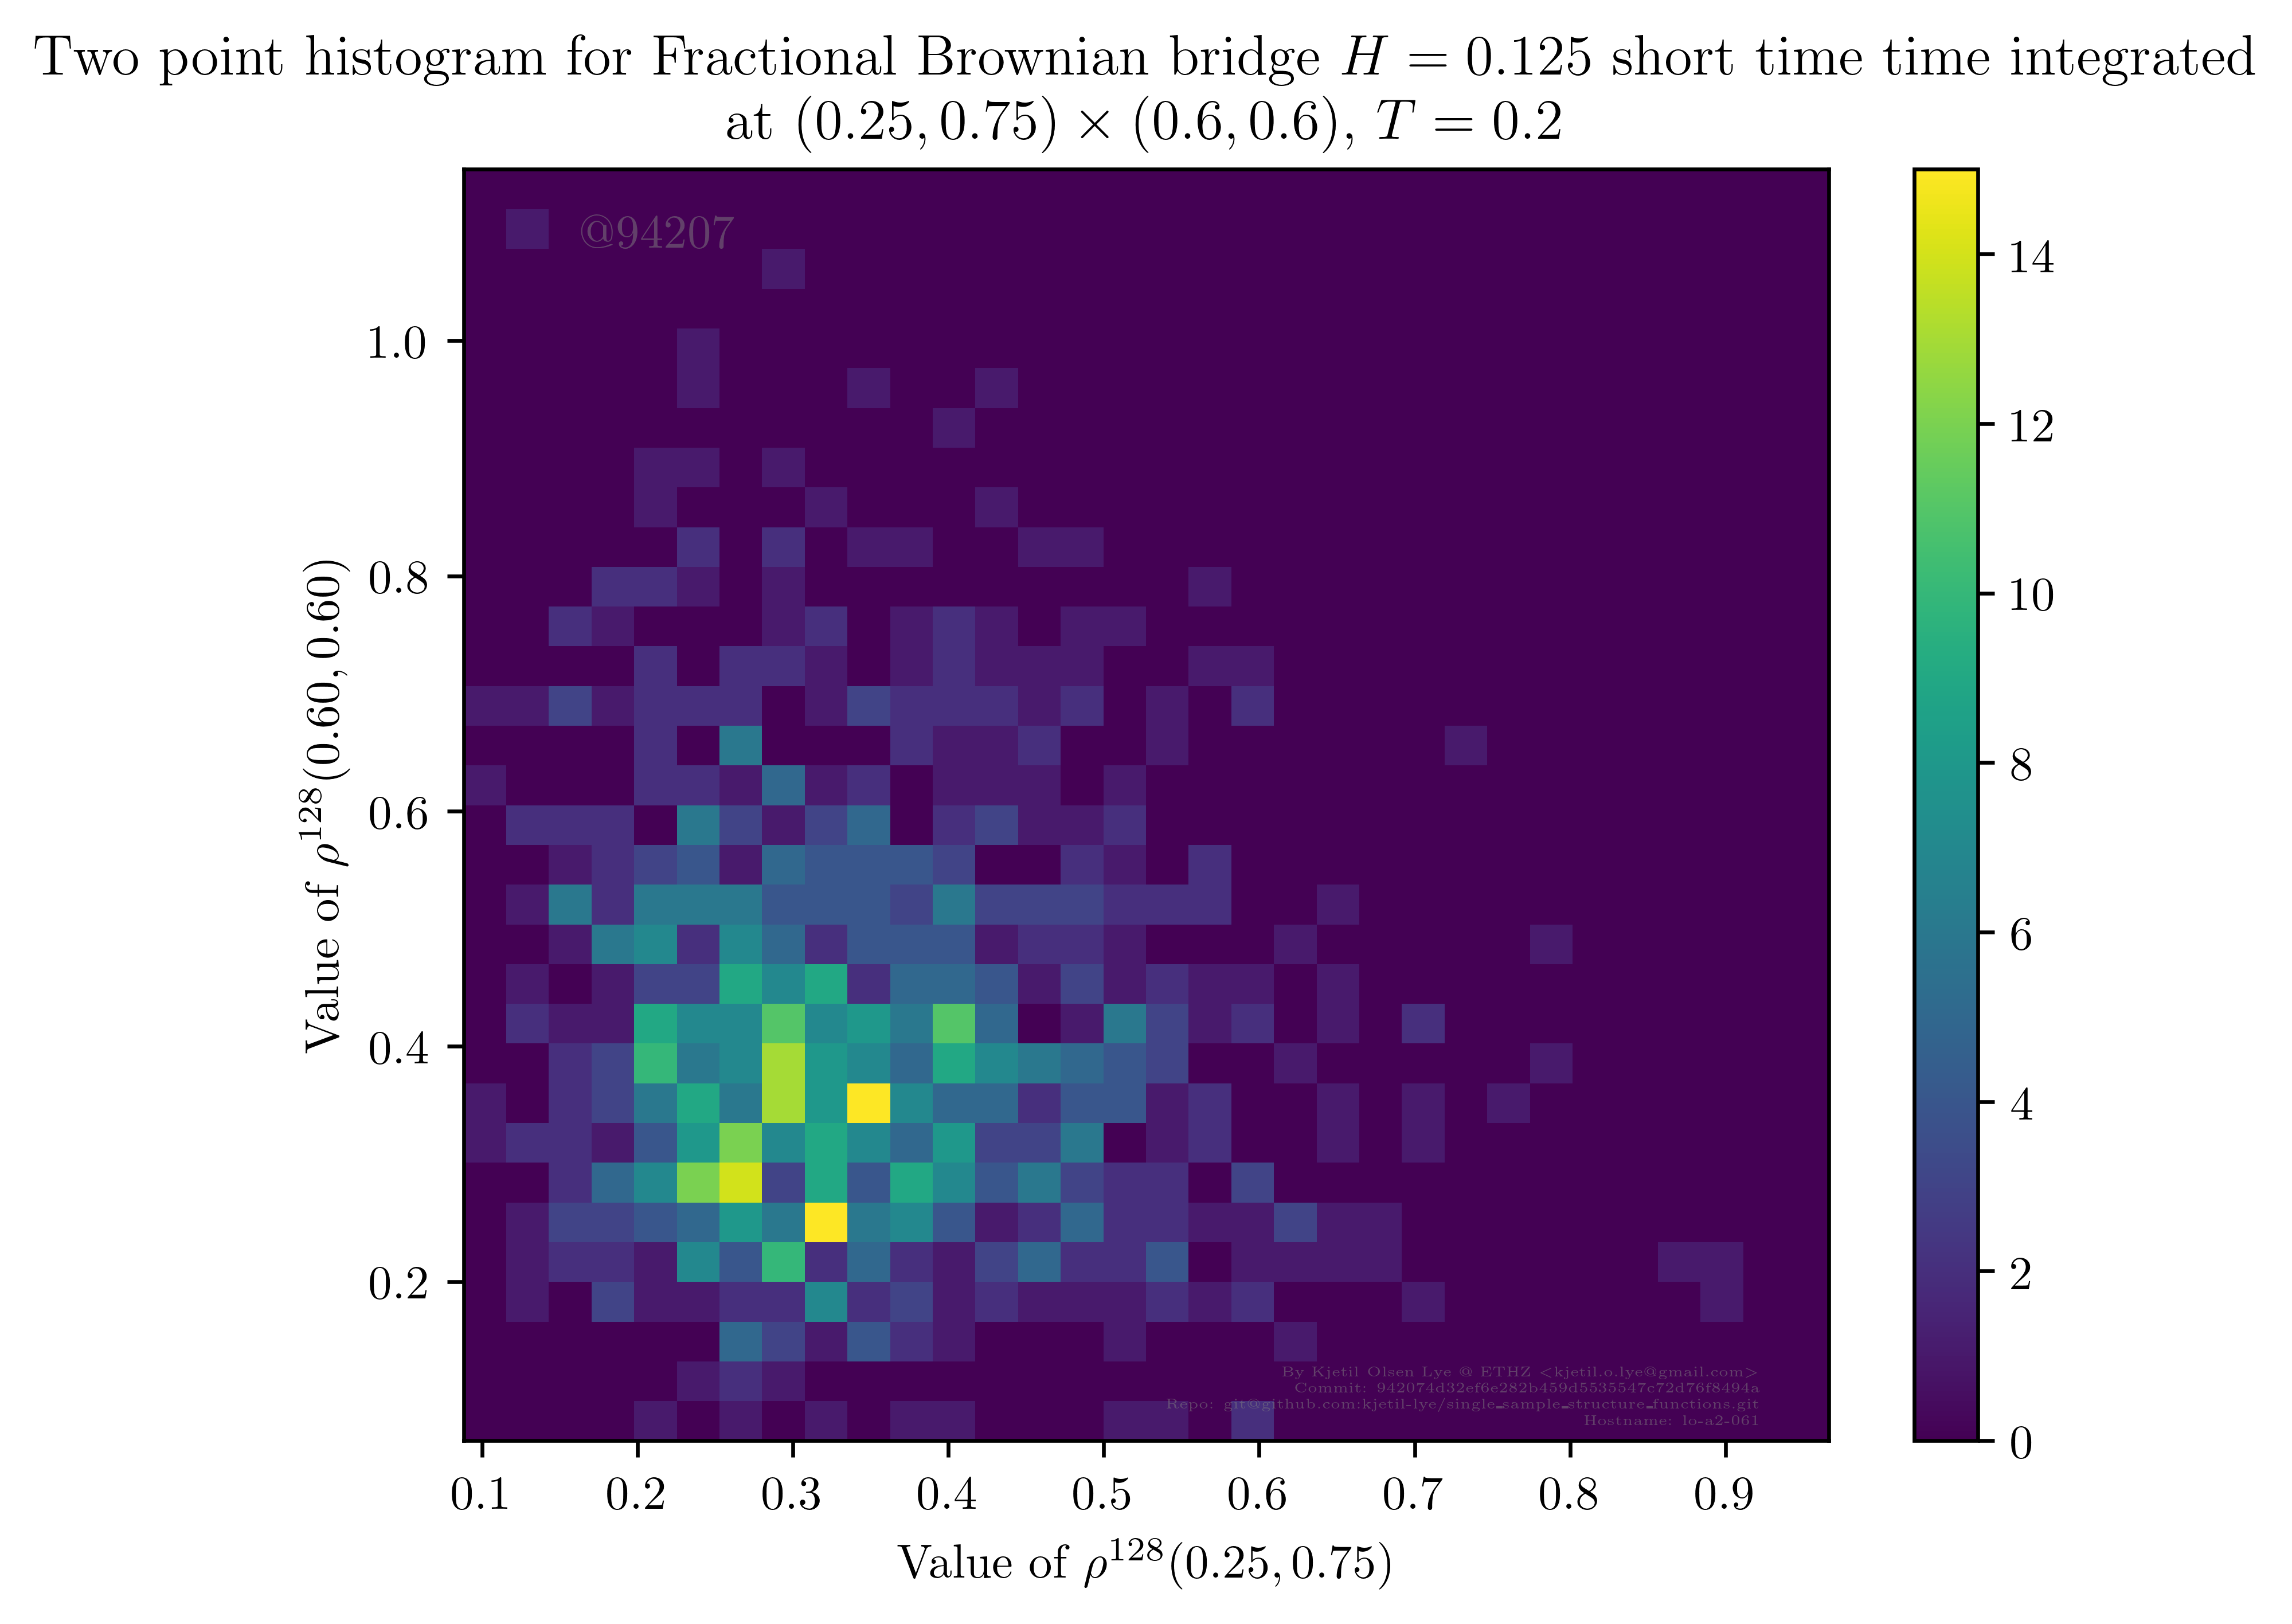 Two point histogram for Fractional Brownian bridge H = 0.125 short time time integrated
at (0.25, 0.75) × (0.6, 0.6), T = 0.2
@94207
1.0
0.8
0.6
0.4
0.2
Value of ρ^128(0.60, 0.60)
14
12
10
8
6
4
2
0
By Kjetil Olsen Lye @ ETHZ <kjetil.o.lye@gmail.com>
Commit: 942074d32ef6e282b459d5535547c72d76f8494a
Repo: git@github.com:kjetil-lye/single_sample_structure_functions.git
Hostname: lo-a2-061
0.1 0.2 0.3 0.4 0.5 0.6 0.7 0.8 0.9
Value of ρ^128(0.25, 0.75)